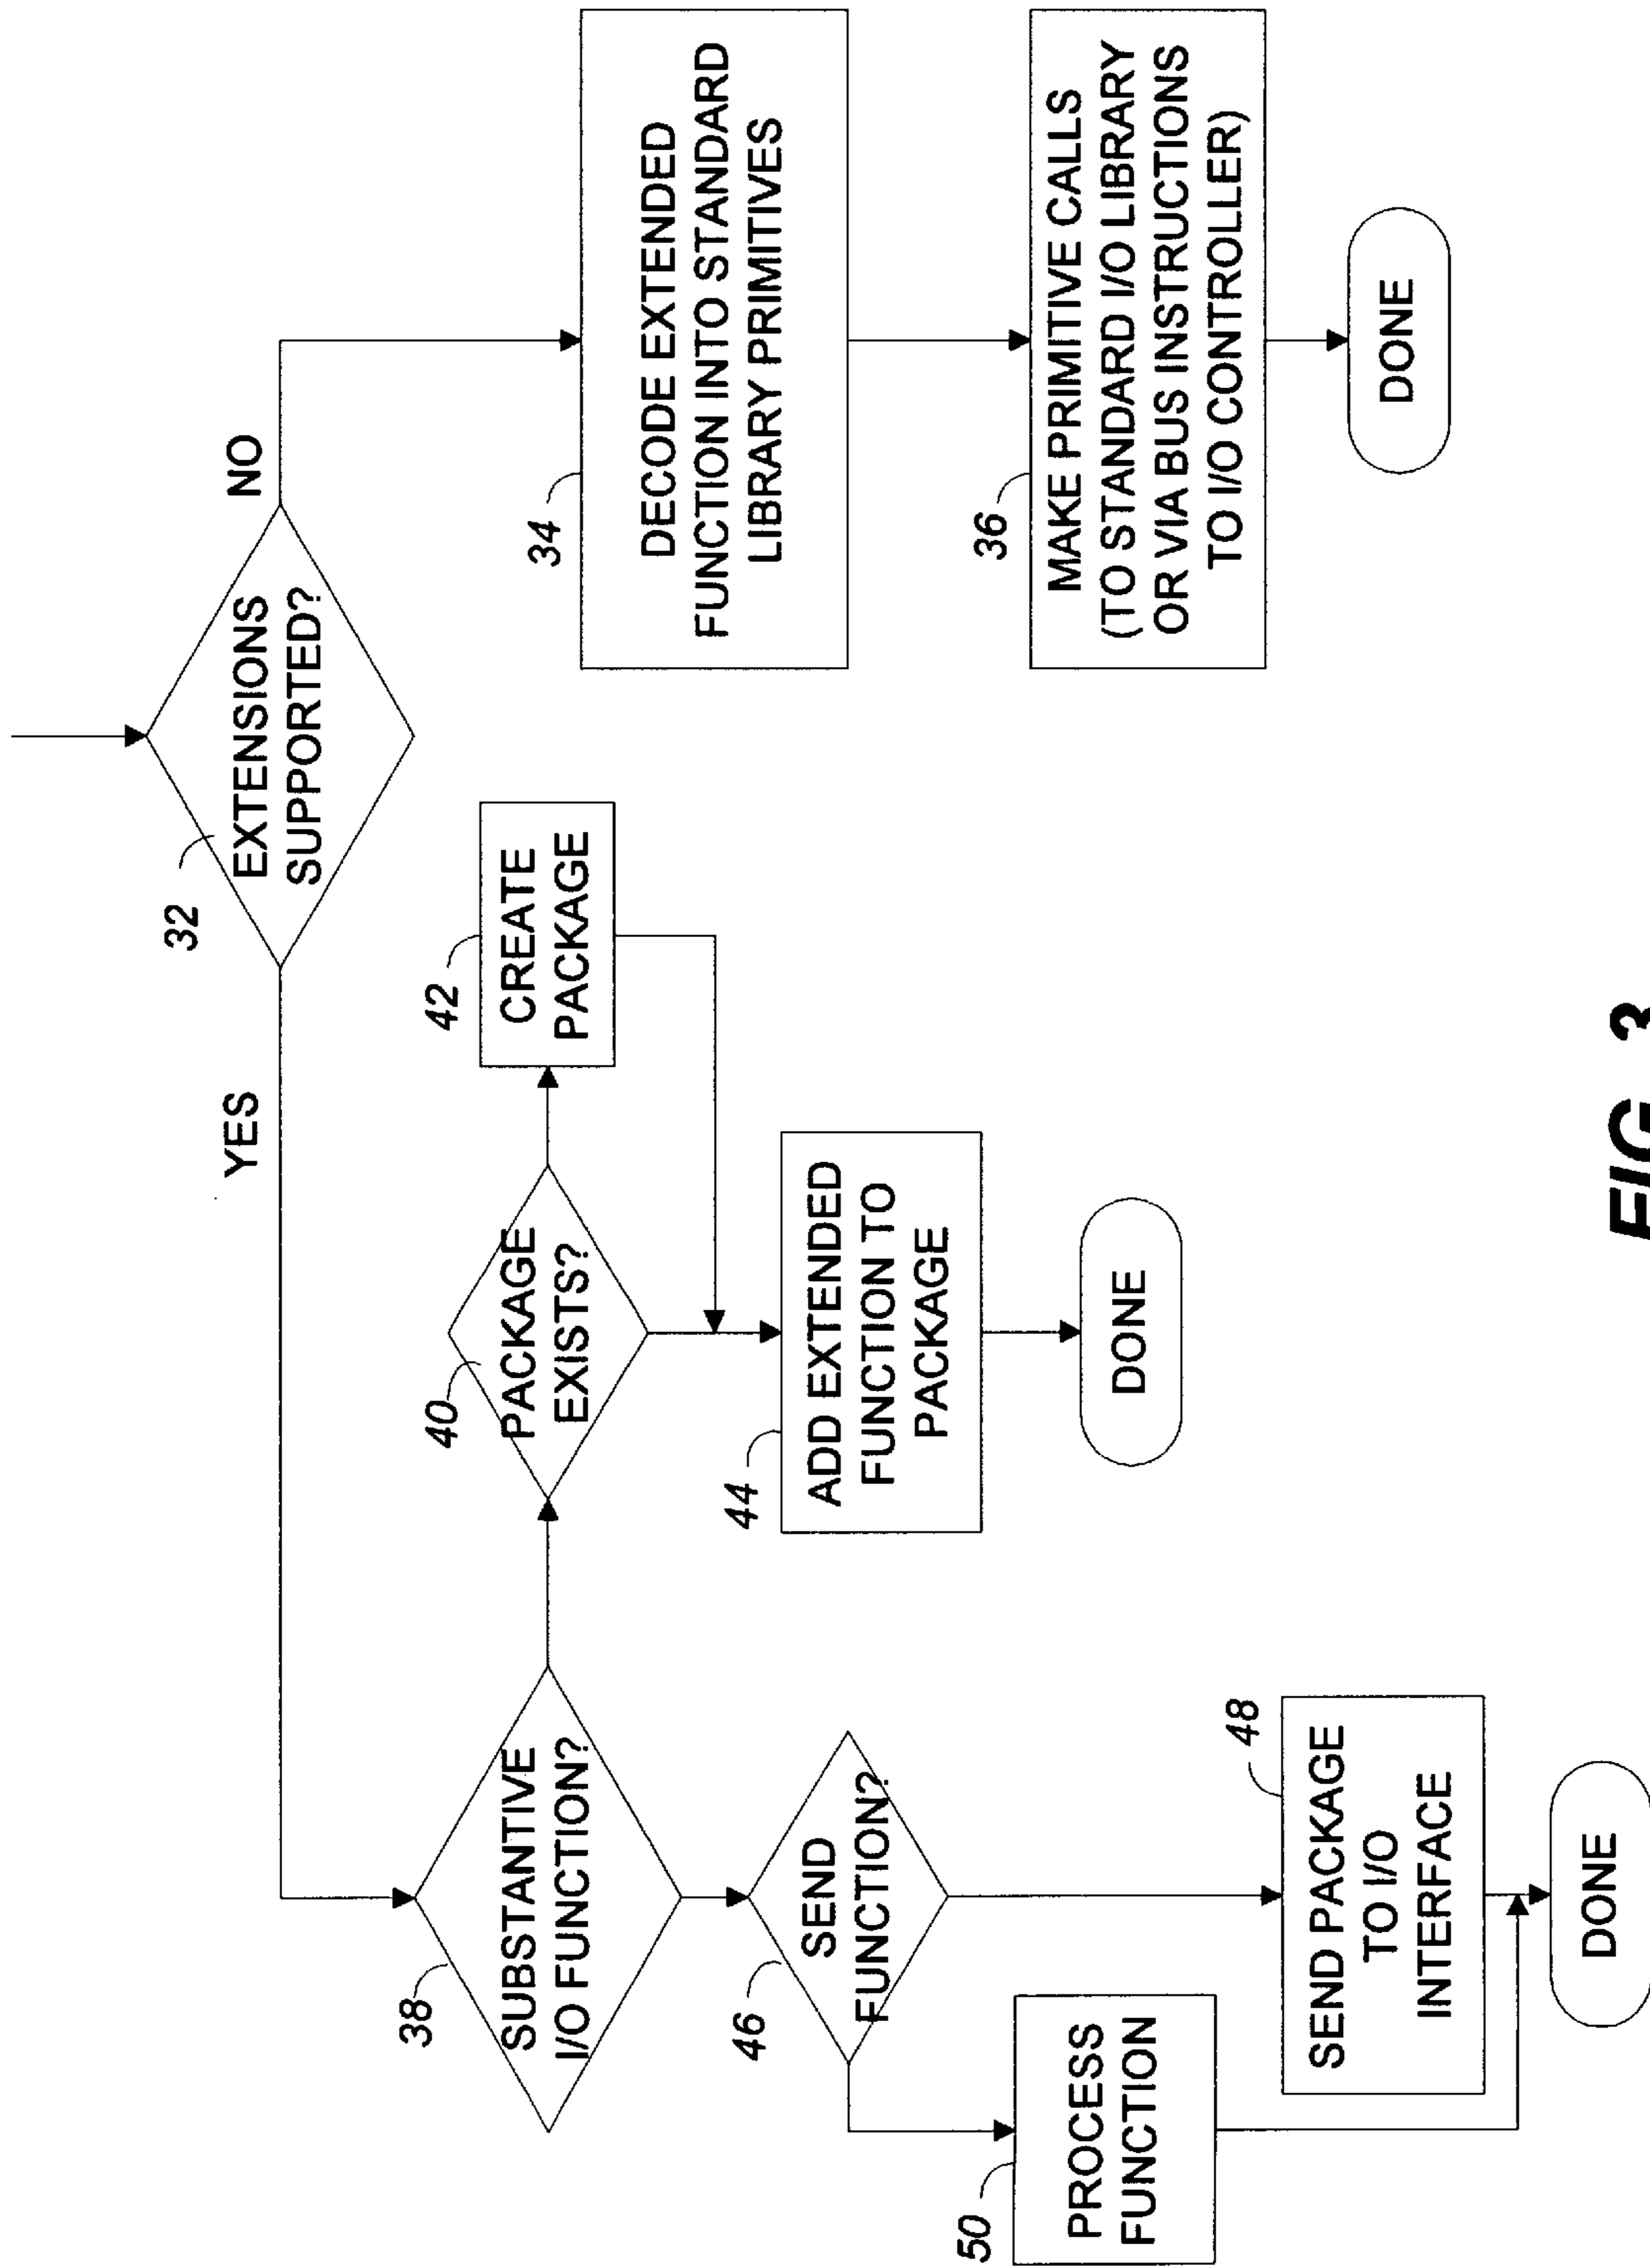 32
EXTENSIONS
SUPPORTED?
YES
NO
34
DECODE EXTENDED
FUNCTION INTO STANDARD
LIBRARY PRIMITIVES
36
MAKE PRIMITIVE CALLS
(TO STANDARD I/O LIBRARY
OR VIA BUS INSTRUCTIONS
TO I/O CONTROLLER)
DONE
38
SUBSTANTIVE
I/O FUNCTION?
40
PACKAGE
EXISTS?
42
CREATE
PACKAGE
44
ADD EXTENDED
FUNCTION TO
PACKAGE
DONE
46
SEND
FUNCTION?
50
PROCESS
FUNCTION
48
SEND PACKAGE
TO I/O
INTERFACE
DONE
FIG. 3